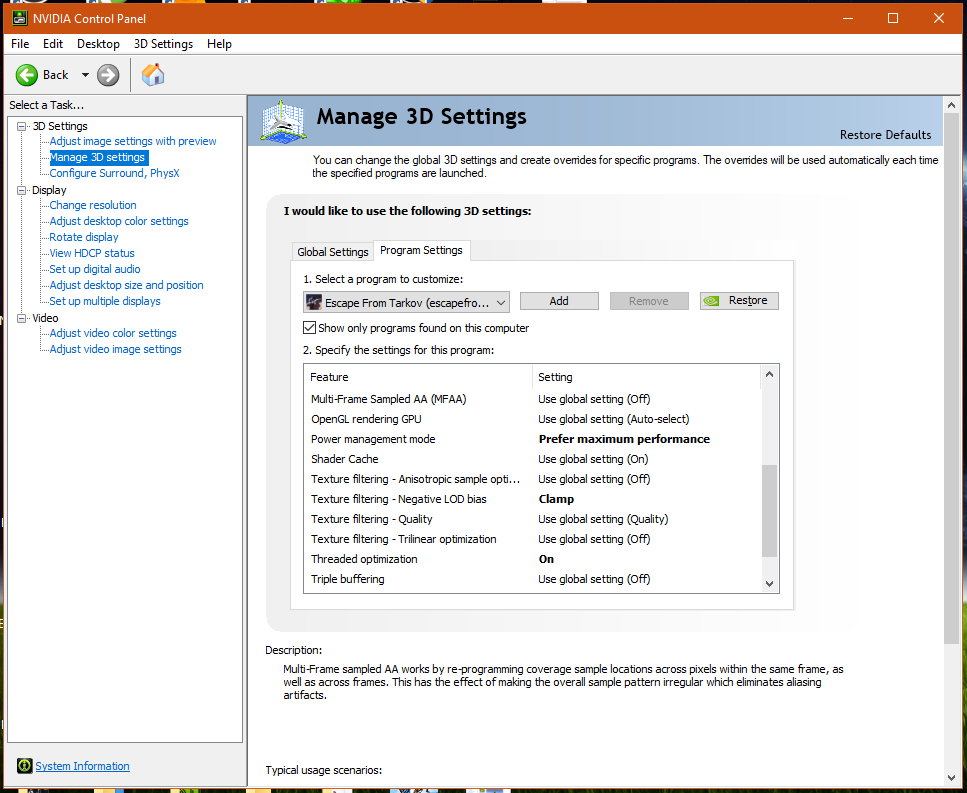 NVIDIA Control Panel
File Edit Desktop 3D Settings Help
Back
Select a Task...
3D Settings
Adjust image settings with preview
Manage 3D settings
Configure Surround, PhysX
Display
Change resolution
Adjust desktop color settings
Rotate display
View HDCP status
Set up digital audio
Adjust desktop size and position
Set up multiple displays
Video
Adjust video color settings
Adjust video image settings
System Information
Manage 3D Settings
Restore Defaults
You can change the global 3D settings and create overrides for specific programs. The overrides will be used automatically each time
the specified programs are launched.
I would like to use the following 3D settings:
Global Settings Program Settings
1. Select a program to customize:
Escape From Tarkov (escapefro... Add Remove Restore
Show only programs found on this computer
2. Specify the settings for this program:
Feature Setting
Multi-Frame Sampled AA (MFAA) Use global setting (Off)
OpenGL rendering GPU Use global setting (Auto-select)
Power management mode Prefer maximum performance
Shader Cache Use global setting (On)
Texture filtering - Anisotropic sample opti... Use global setting (Off)
Texture filtering - Negative LOD bias Clamp
Texture filtering - Quality Use global setting (Quality)
Texture filtering - Trilinear optimization Use global setting (Off)
Threaded optimization On
Triple buffering Use global setting (Off)
Description:
Multi-Frame sampled AA works by re-programming coverage sample locations across pixels within the same frame, as
well as across frames. This has the effect of making the overall sample pattern irregular which eliminates aliasing
artifacts.
Typical usage scenarios: